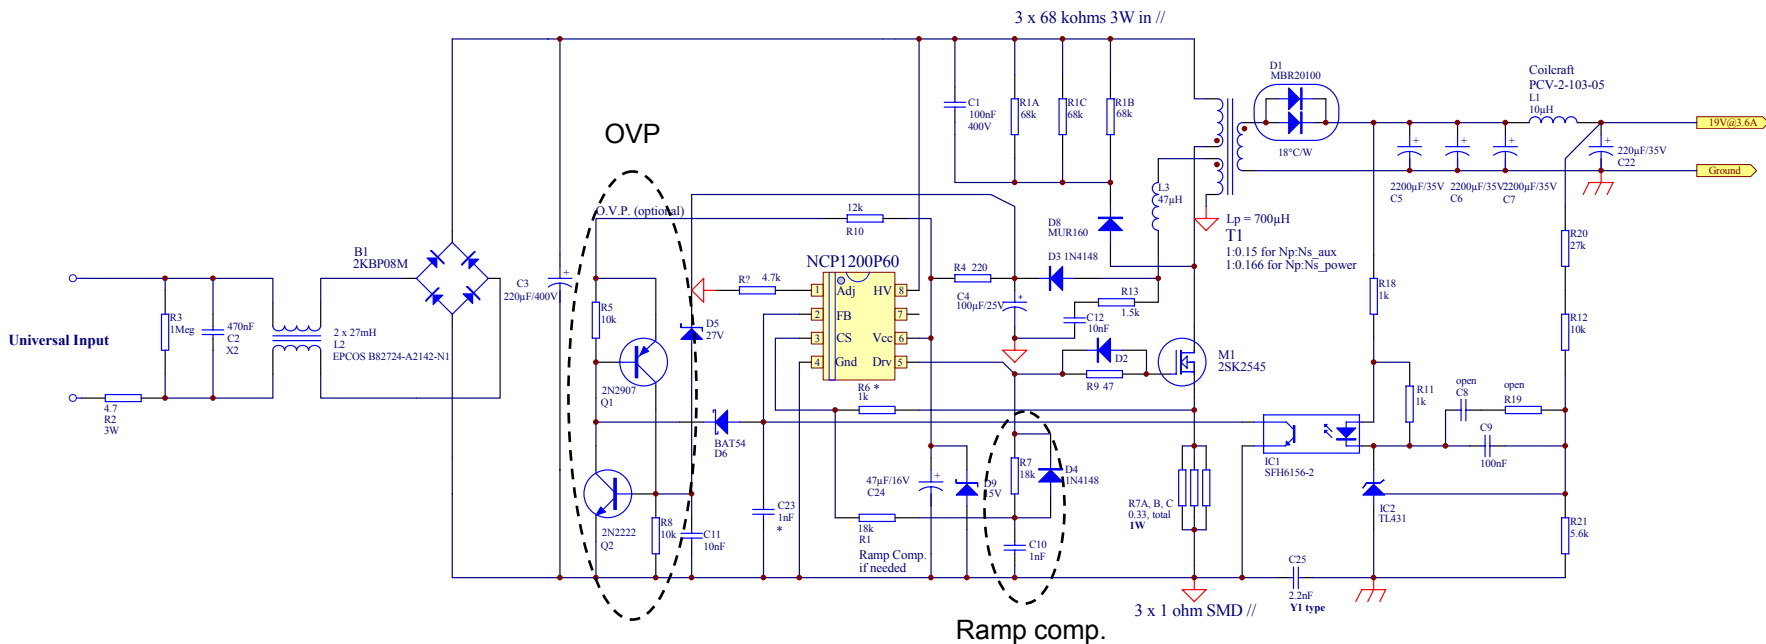 3 x 68 kohms 3W in //
D1
MBR20100
18°C/W
Coilcraft
PCV-2-103-05
L1
10µH
19V@3.6A
Ground
C1
100nF
400V
R1A
68k
R1C
68k
R1B
68k
220µF/35V
C22
2200µF/35V
C5
2200µF/35V
C6
2200µF/35V
C7
OVP
O.V.P. (optional)
12k
R10
L3
47µH
D8
MUR160
Lp = 700µH
T1
1:0.15 for Np:Ns_aux
1:0.166 for Np:Ns_power
R20
27k
B1
2KBP08M
C3
220µF/400V
NCP1200P60
R? 4.7k
1 Adj HV 8
2 FB 7
3 CS Vcc 6
4 Gnd Drv 5
R4 220
D3 1N4148
C4
100µF/25V
R13
1.5k
C12
10nF
R18
1k
R12
10k
Universal Input
R3
1Meg
470nF
C2
X2
2 x 27mH
L2
EPCOS B82724-A2142-N1
R5
10k
D5
27V
D2
R9 47
M1
2SK2545
2N2907
Q1
R6 *
1k
R11
1k
open
C8
open
R19
4.7
R2
3W
BAT54
D6
IC1
SFH6156-2
C9
100nF
R7
18k
D4
1N4148
47µF/16V
C24
D9
15V
R7A, B, C
0.33, total
1W
IC2
TL431
2N2222
Q2
R8
10k
C11
10nF
C23
1nF
*
18k
R1
Ramp Comp.
if needed
C10
1nF
R21
5.6k
C25
2.2nF
Y1 type
3 x 1 ohm SMD //
Ramp comp.